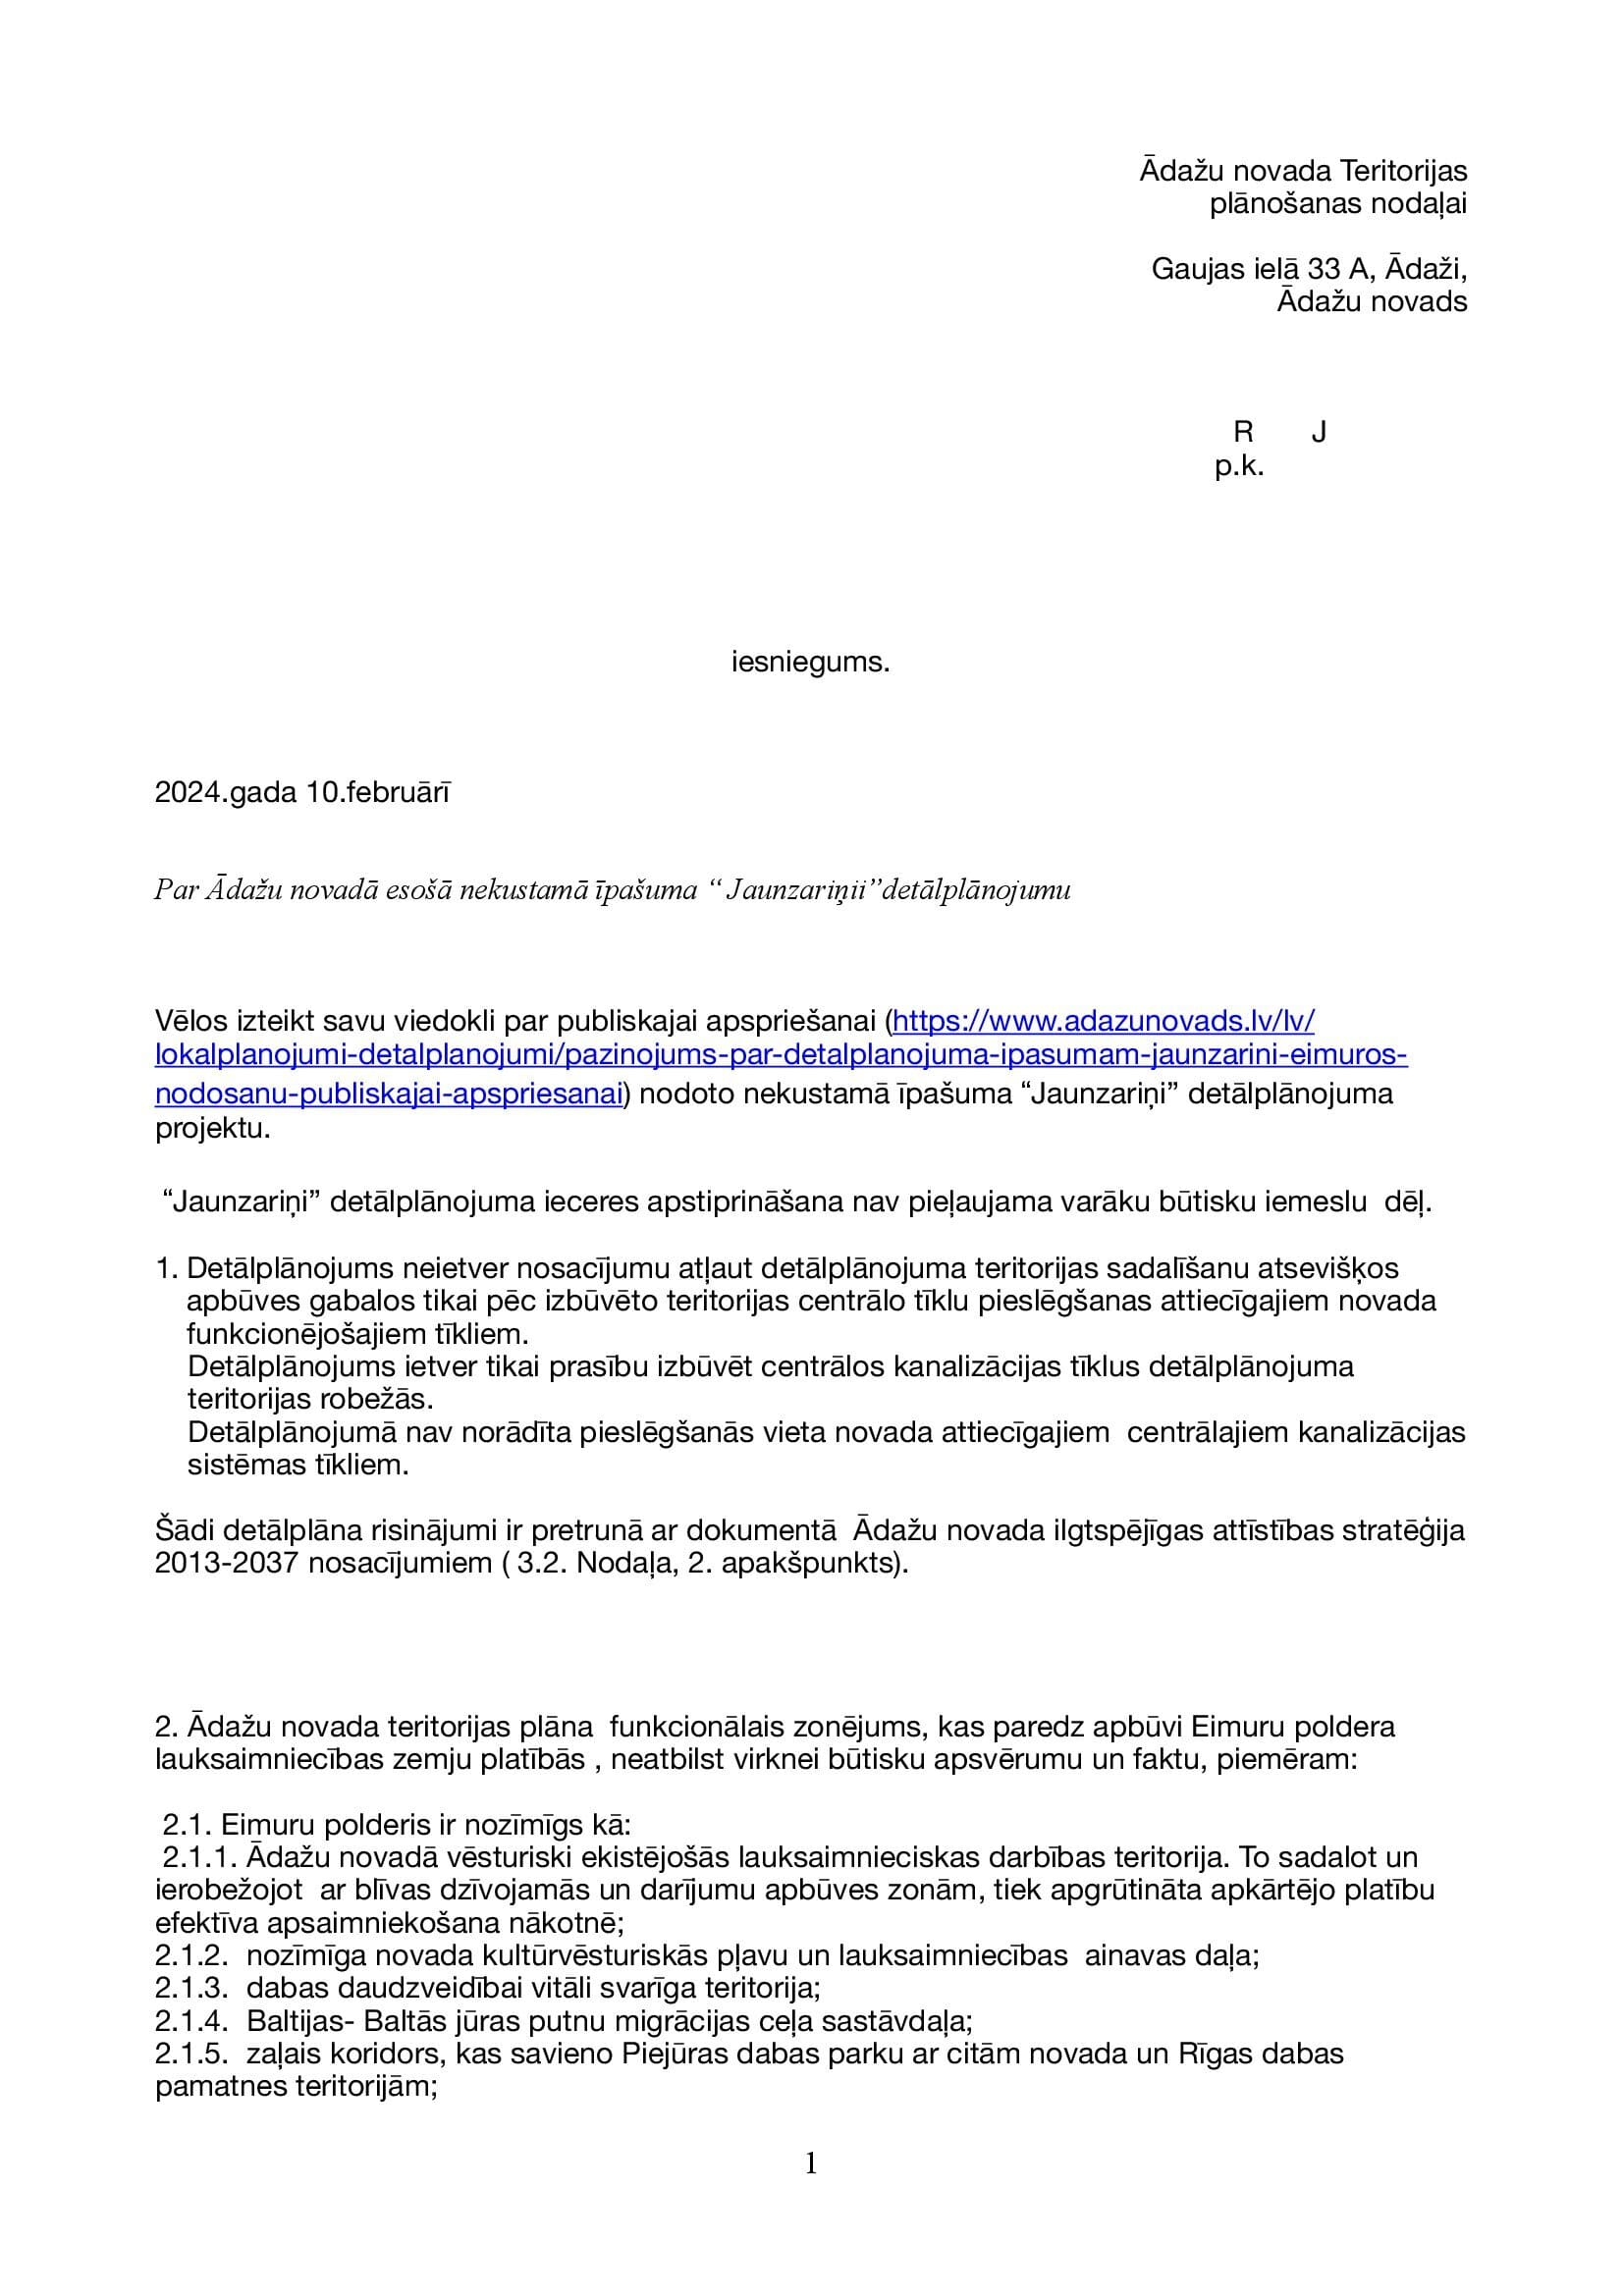 Ādažu novada Teritorijas
plānošanas nodaļai
Gaujas ielā 33 A, Ādaži,
Ādažu novads
R J
p.k.
iesniegums.
2024.gada 10.februārī
Par Ādažu novadā esošā nekustamā īpašuma “ Jaunzariņii”detālplānojumu
Vēlos izteikt savu viedokli par publiskajai apspriešanai (https://www.adazunovads.lv/lv/
lokalplanojumi-detalplanojumi/pazinojums-par-detalplanojuma-ipasumam-jaunzarini-eimuros-
nodosanu-publiskajai-apspriesanai) nodoto nekustamā īpašuma “Jaunzariņi” detālplānojuma
projektu.
“Jaunzariņi” detālplānojuma ieceres apstiprināšana nav pieļaujama varāku būtisku iemeslu  dēļ.
1. Detālplānojums neietver nosacījumu atļaut detālplānojuma teritorijas sadalīšanu atsevišķos
apbūves gabalos tikai pēc izbūvēto teritorijas centrālo tīklu pieslēgšanas attiecīgajiem novada
funkcionējošajiem tīkliem.
Detālplānojums ietver tikai prasību izbūvēt centrālos kanalizācijas tīklus detālplānojuma
teritorijas robežās.
Detālplānojumā nav norādīta pieslēgšanās vieta novada attiecīgajiem  centrālajiem kanalizācijas
sistēmas tīkliem.
Šādi detālplāna risinājumi ir pretrunā ar dokumentā  Ādažu novada ilgtspējīgas attīstības stratēģija
2013-2037 nosacījumiem ( 3.2. Nodaļa, 2. apakšpunkts).
2. Ādažu novada teritorijas plāna  funkcionālais zonējums, kas paredz apbūvi Eimuru poldera
lauksaimniecības zemju platībās , neatbilst virknei būtisku apsvērumu un faktu, piemēram:
2.1. Eimuru polderis ir nozīmīgs kā:
2.1.1. Ādažu novadā vēsturiski ekistējošās lauksaimnieciskas darbības teritorija. To sadalot un
ierobežojot  ar blīvas dzīvojamās un darījumu apbūves zonām, tiek apgrūtināta apkārtējo platību
efektīva apsaimniekošana nākotnē;
2.1.2.  nozīmīga novada kultūrvēsturiskās pļavu un lauksaimniecības  ainavas daļa;
2.1.3.  dabas daudzveidībai vitāli svarīga teritorija;
2.1.4.  Baltijas- Baltās jūras putnu migrācijas ceļa sastāvdaļa;
2.1.5.  zaļais koridors, kas savieno Piejūras dabas parku ar citām novada un Rīgas dabas
pamatnes teritorijām;
1